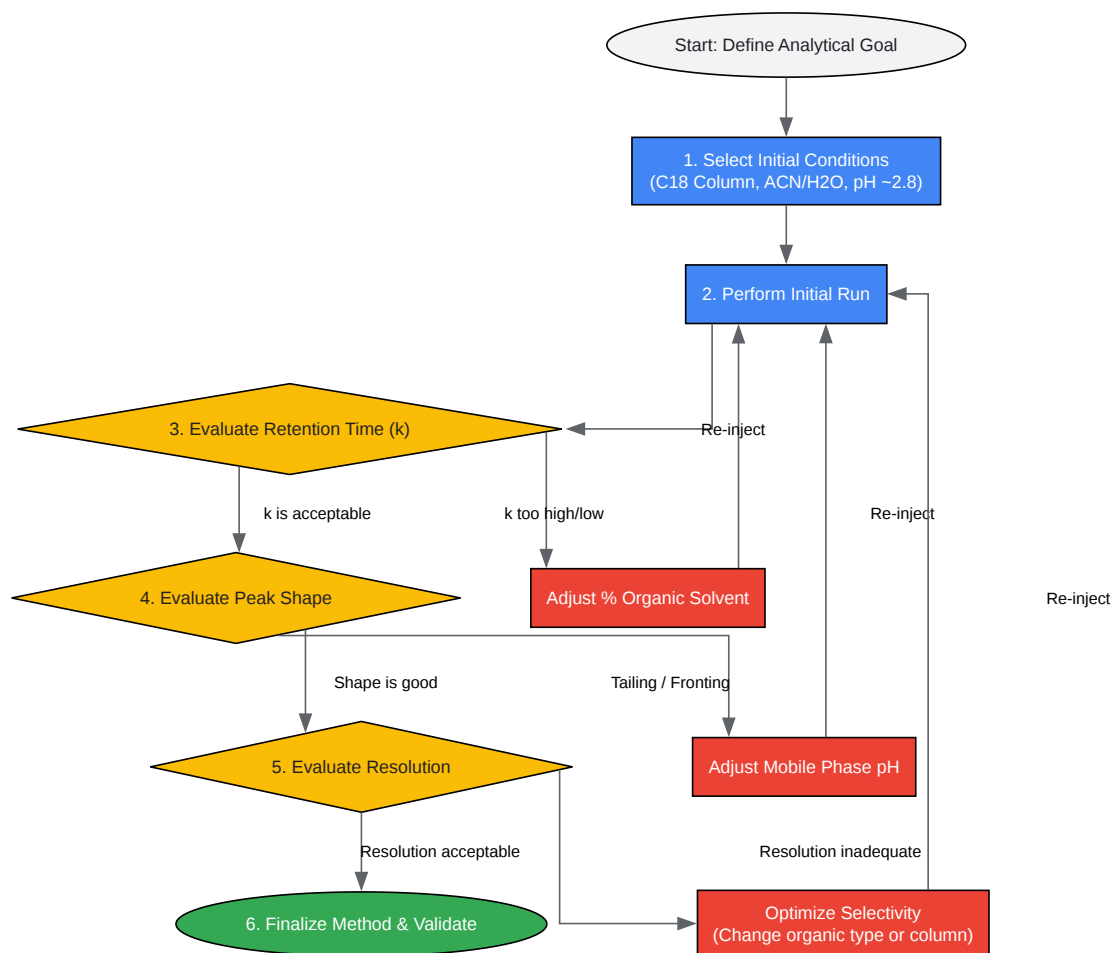 Start: Define Analytical Goal
1. Select Initial Conditions
(C18 Column, ACN/H2O, pH ~2.8)
2. Perform Initial Run
3. Evaluate Retention Time (k)
Re-inject
k is acceptable
k too high/low
Re-inject
4. Evaluate Peak Shape
Adjust % Organic Solvent
Re-inject
Shape is good
Tailing / Fronting
5. Evaluate Resolution
Adjust Mobile Phase pH
Resolution acceptable
Resolution inadequate
6. Finalize Method & Validate
Optimize Selectivity
(Change organic type or column)